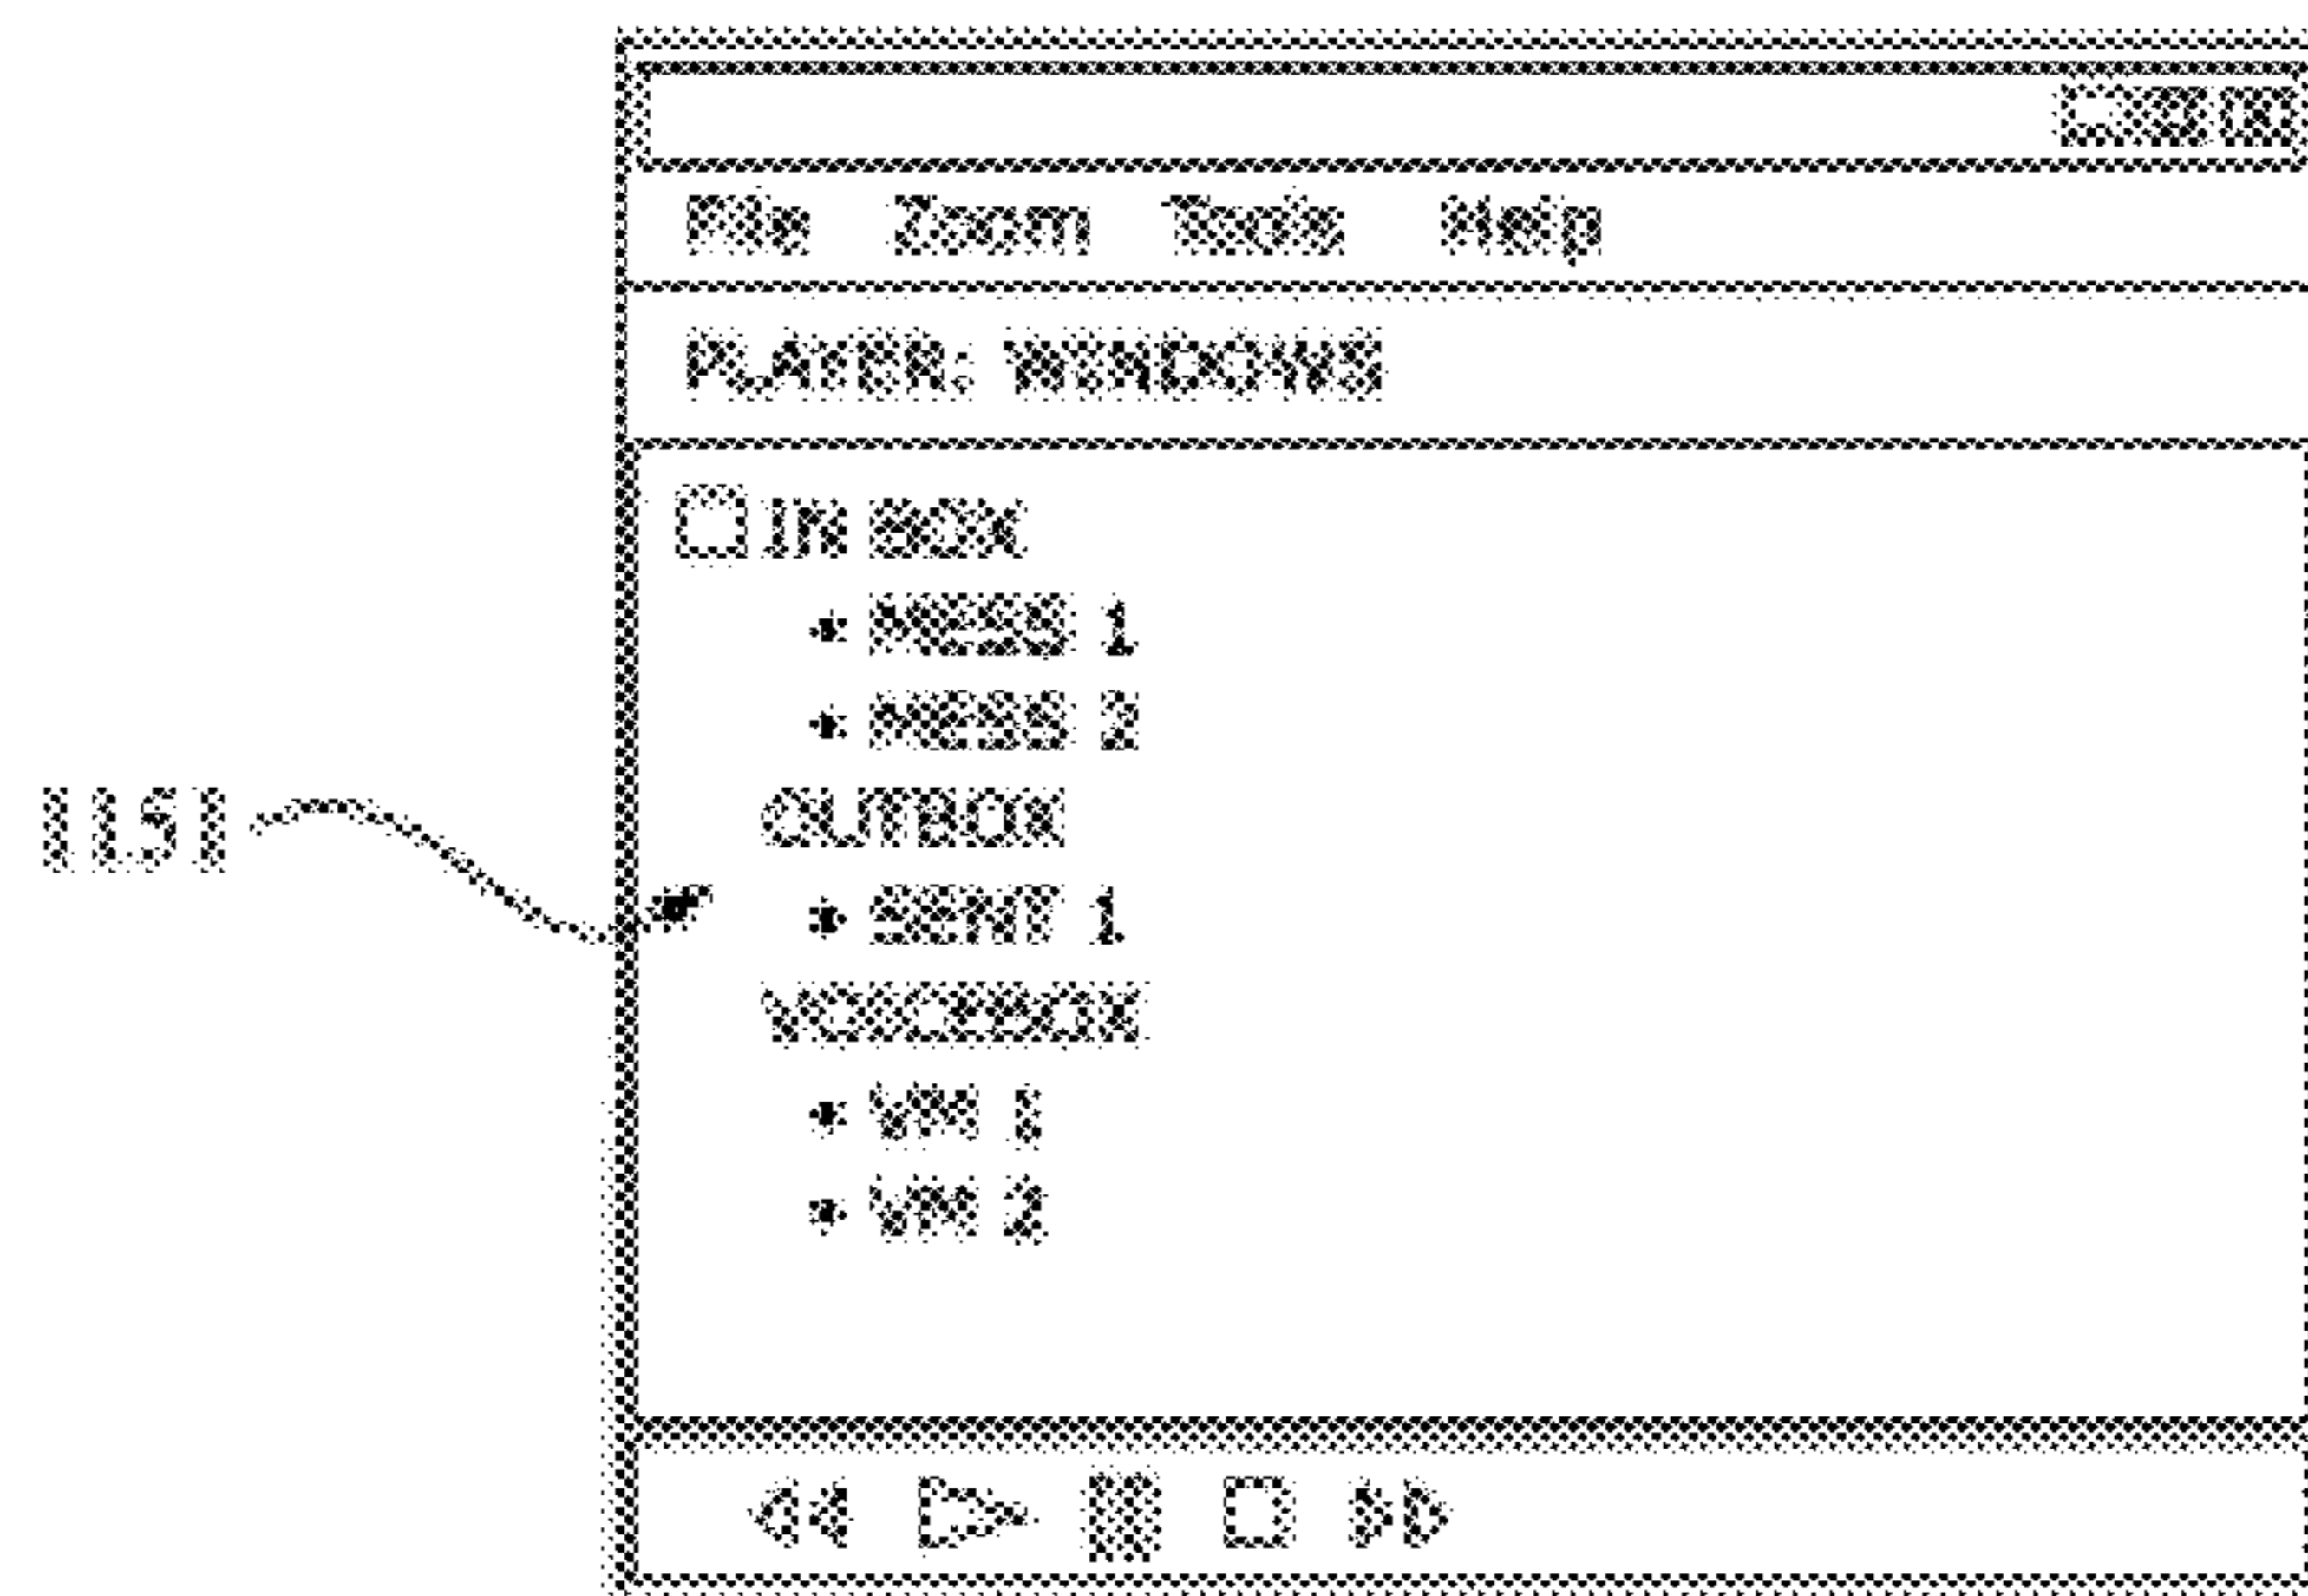 File Zoom Tools Help
PLAYER: WINDOWS
IN BOX
• MESS 1
• MESS 2
OUTBOX
• SENT 1
VOICEBOX
• VM 1
• VM 2